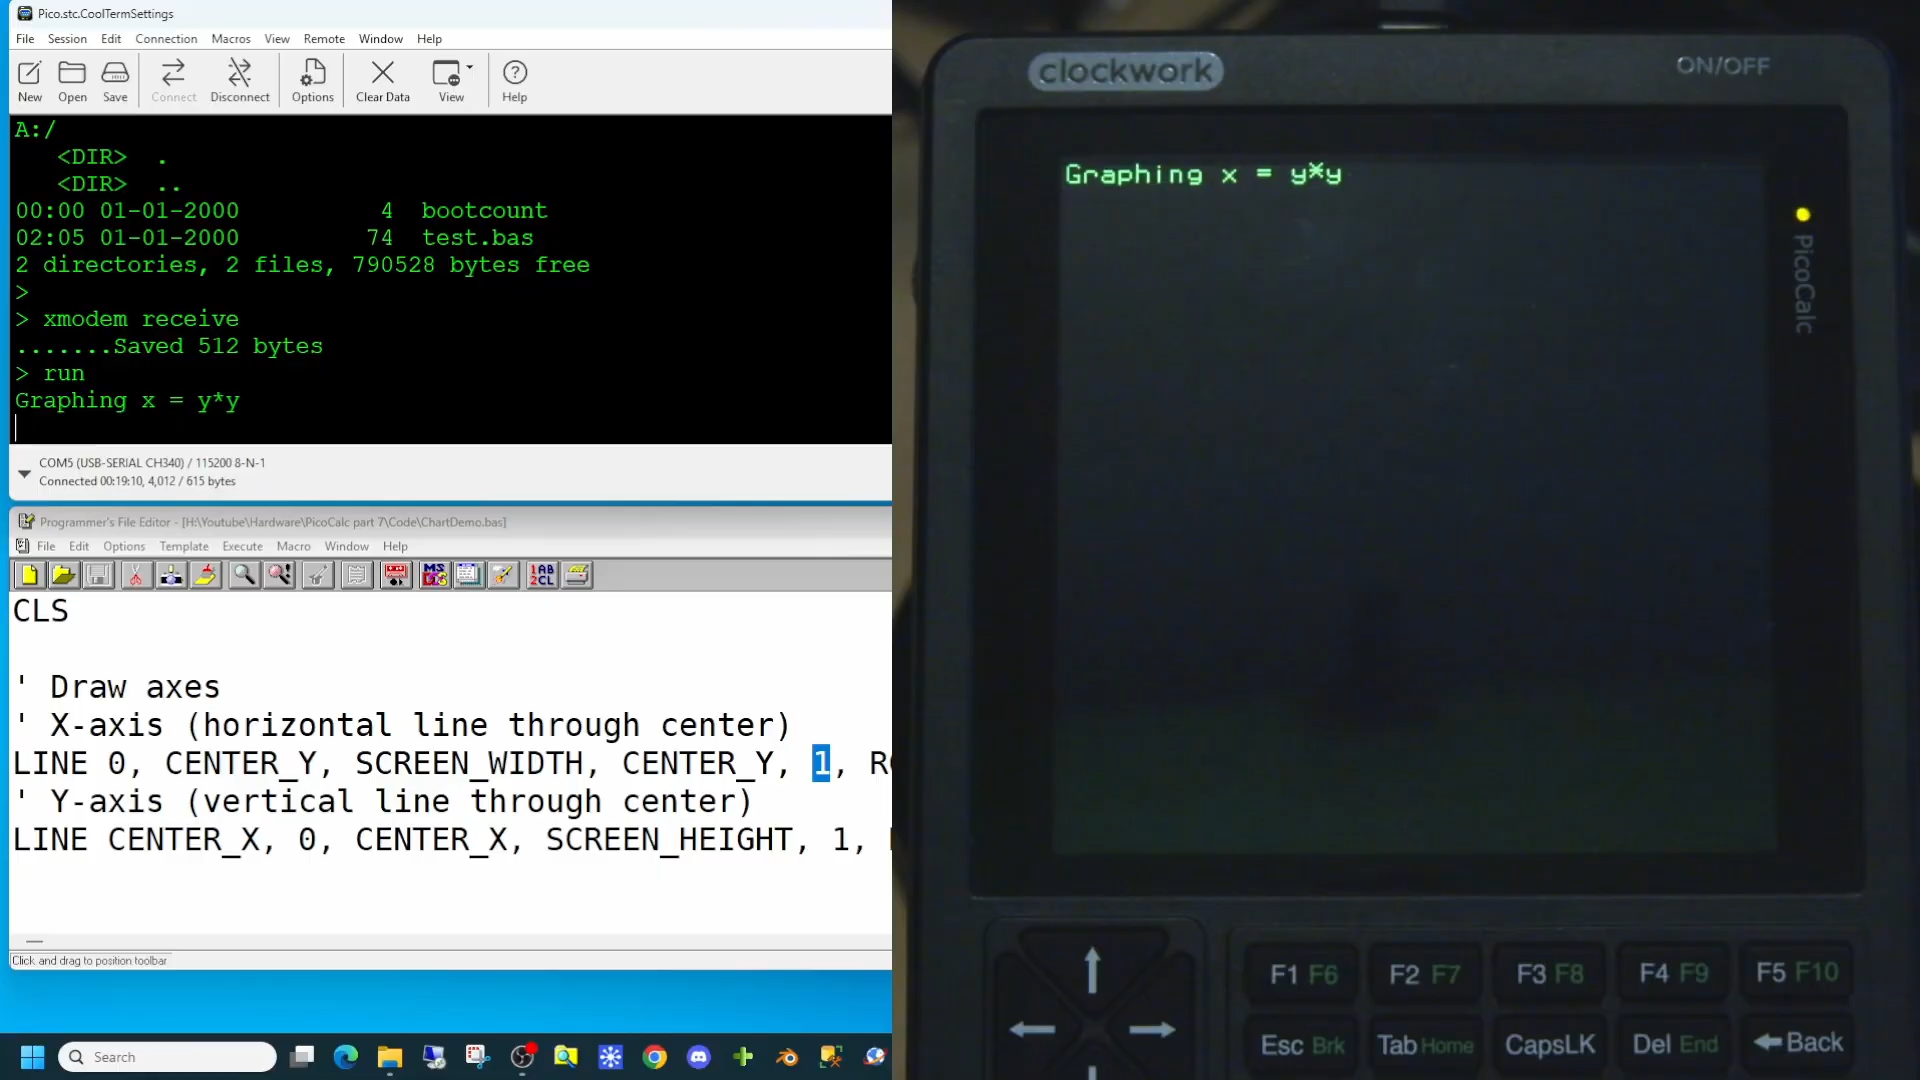 Pico.stc.CoolTermSettings
File Session Edit Connection Macros View Remote Window Help
New Open Save Connect Disconnect Options Clear Data View Help
A:/
<DIR> .
<DIR> ..
00:00 01-01-2000 4 bootcount
02:05 01-01-2000 74 test.bas
2 directories, 2 files, 790528 bytes free
>
> xmodem receive
.......Saved 512 bytes
> run
Graphing x = y*y
COM5 (USB-SERIAL CH340) / 115200 8-N-1
Connected 00:19:10, 4,012 / 615 bytes
Programmer's File Editor - [H:\Youtube\Hardware\PicoCalc part 7\Code\ChartDemo.bas]
File Edit Options Template Execute Macro Window Help
CLS
' Draw axes
' X-axis (horizontal line through center)
LINE 0, CENTER_Y, SCREEN_WIDTH, CENTER_Y, 1,
' Y-axis (vertical line through center)
LINE CENTER_X, 0, CENTER_X, SCREEN_HEIGHT, 1,
Click and drag to position toolbar
Search
clockwork
ON/OFF
Graphing x = y*y
PicoCalc
F1 F6 F2 F7 F3 F8 F4 F9 F5 F10
Esc Brk Tab Home CapsLK Del End Back